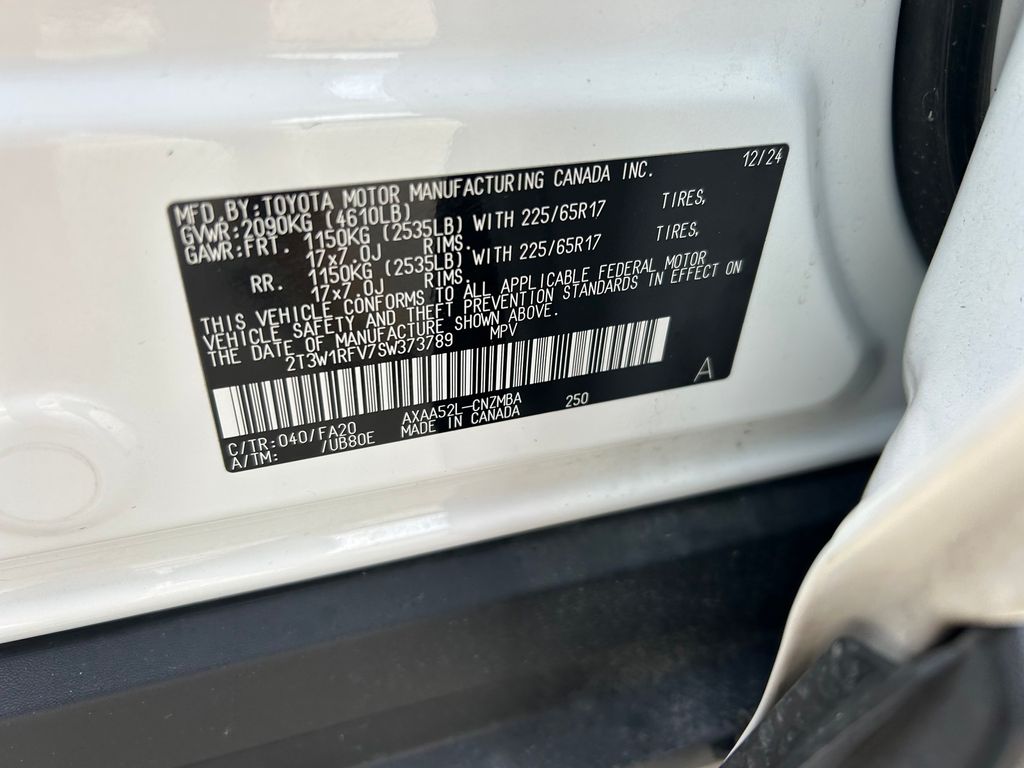 12/24
MFD.BY:TOYOTA MOTOR MANUFACTURING CANADA INC.
GVWR:2090KG (4610LB)
GAWR:FRT. 1150KG (2535LB) WITH 225/65R17 TIRES,
17x7.0J RIMS.
RR. 1150KG (2535LB) WITH 225/65R17 TIRES,
17x7.0J RIMS.
THIS VEHICLE CONFORMS TO ALL APPLICABLE FEDERAL MOTOR
VEHICLE SAFETY AND THEFT PREVENTION STANDARDS IN EFFECT ON
THE DATE OF MANUFACTURE SHOWN ABOVE.
2T3W1RFV7SW373789 MPV
A
C/TR:040/FA20 AXAA52L-CNZMBA 250
A/TM: /UB80E MADE IN CANADA